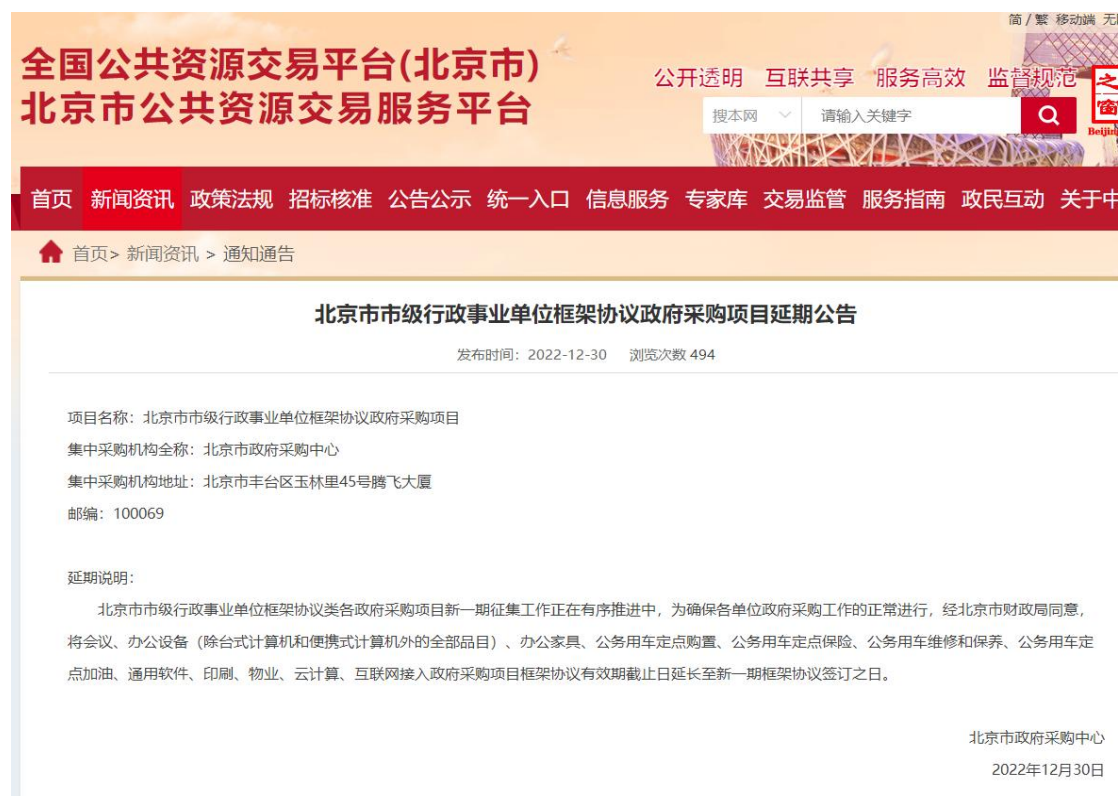 简 / 繁 移动端 无
全国公共资源交易平台(北京市)
北京市公共资源交易服务平台
公开透明 互联共享 服务高效 监督规范
之窗
Beijin
搜本网 请输入关键字
首页 新闻资讯 政策法规 招标核准 公告公示 统一入口 信息服务 专家库 交易监管 服务指南 政民互动 关于中
首页> 新闻资讯 > 通知通告
北京市市级行政事业单位框架协议政府采购项目延期公告
发布时间：2022-12-30 浏览次数 494
项目名称：北京市市级行政事业单位框架协议政府采购项目
集中采购机构全称：北京市政府采购中心
集中采购机构地址：北京市丰台区玉林里45号腾飞大厦
邮编：100069
延期说明：
北京市市级行政事业单位框架协议类各政府采购项目新一期征集工作正在有序推进中，为确保各单位政府采购工作的正常进行，经北京市财政局同意，
将会议、办公设备（除台式计算机和便携式计算机外的全部品目）、办公家具、公务用车定点购置、公务用车定点保险、公务用车维修和保养、公务用车定
点加油、通用软件、印刷、物业、云计算、互联网接入政府采购项目框架协议有效期截止日延长至新一期框架协议签订之日。
北京市政府采购中心
2022年12月30日